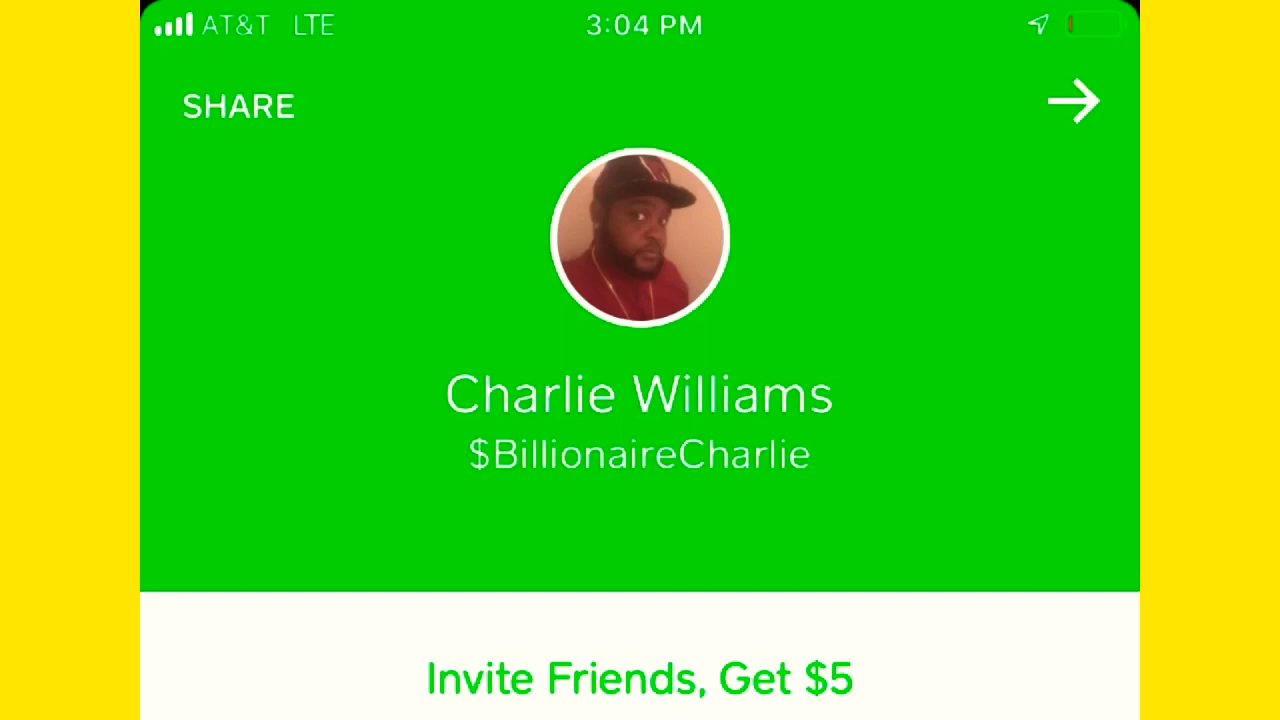 AT&T LTE 3:04 PM
SHARE
Charlie Williams
$BillionaireCharlie
Invite Friends, Get $5